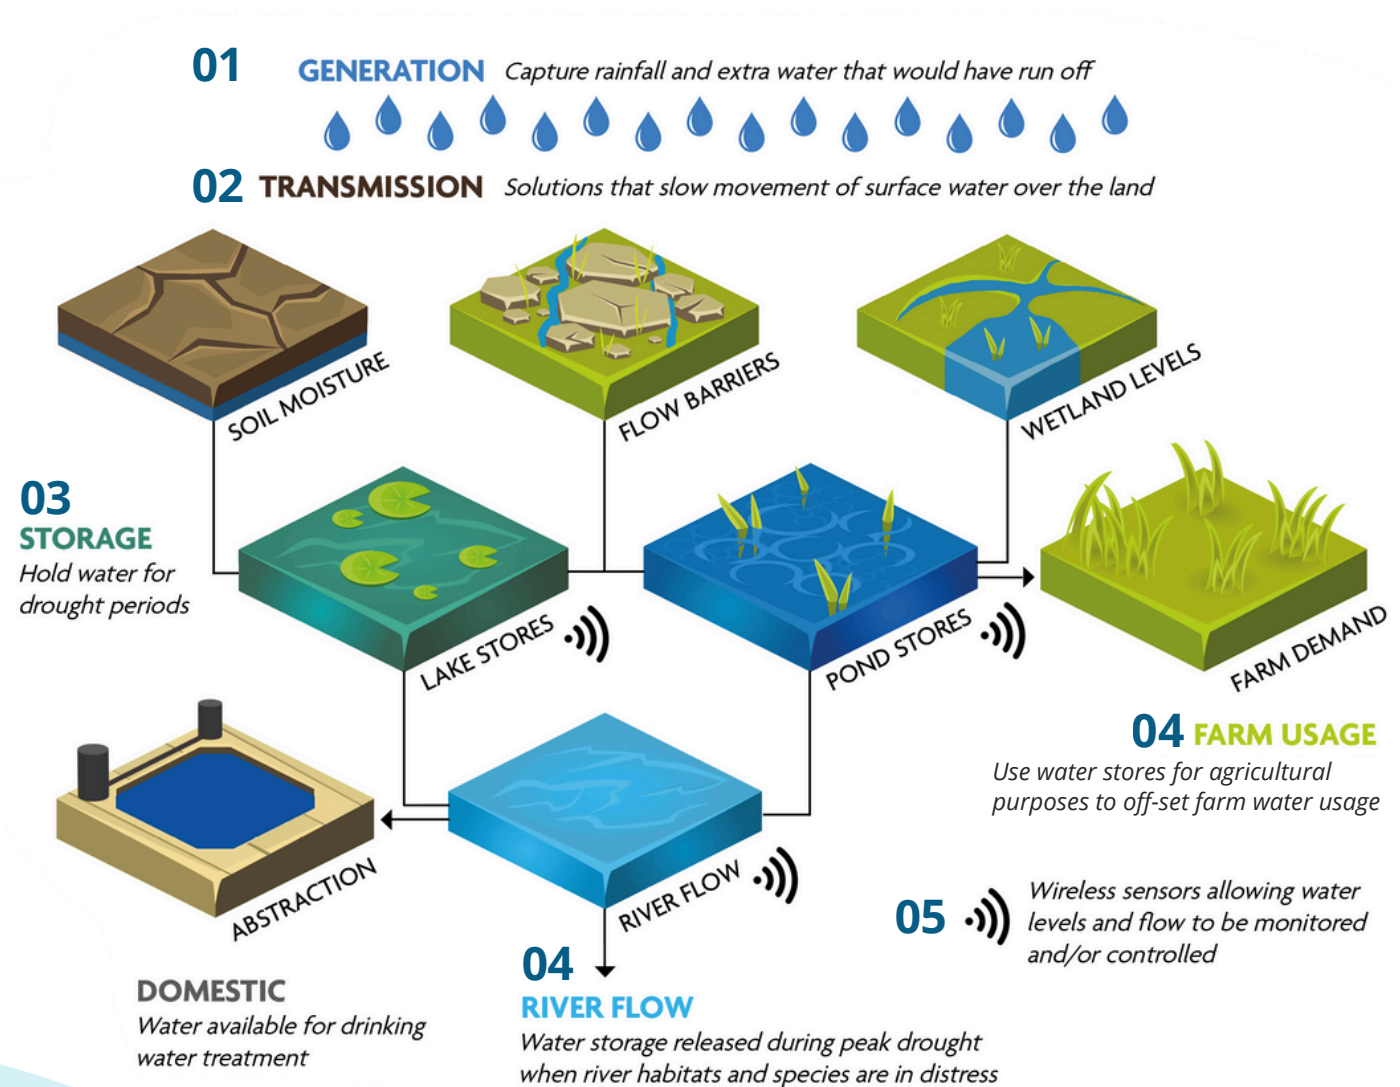 01
GENERATION
Capture rainfall and extra water that would have run off
02
TRANSMISSION
Solutions that slow movement of surface water over the land
SOIL MOISTURE
FLOW BARRIERS
WETLAND LEVELS
03
STORAGE
Hold water for
drought periods
LAKE STORES
POND STORES
FARM DEMAND
04
FARM USAGE
Use water stores for agricultural
purposes to off-set farm water usage
ABSTRACTION
RIVER FLOW
05
Wireless sensors allowing water
levels and flow to be monitored
and/or controlled
DOMESTIC
Water available for drinking
water treatment
04
RIVER FLOW
Water storage released during peak drought
when river habitats and species are in distress